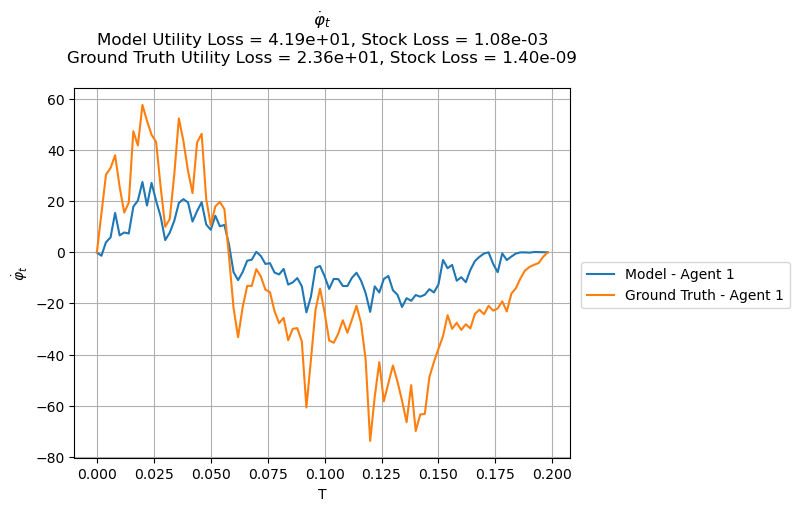 φ̇ₜ
Model Utility Loss = 4.19e+01, Stock Loss = 1.08e-03
Ground Truth Utility Loss = 2.36e+01, Stock Loss = 1.40e-09
60
40
20
0
−20
−40
−60
−80
φ̇ₜ
0.000 0.025 0.050 0.075 0.100 0.125 0.150 0.175 0.200
T
Model - Agent 1
Ground Truth - Agent 1